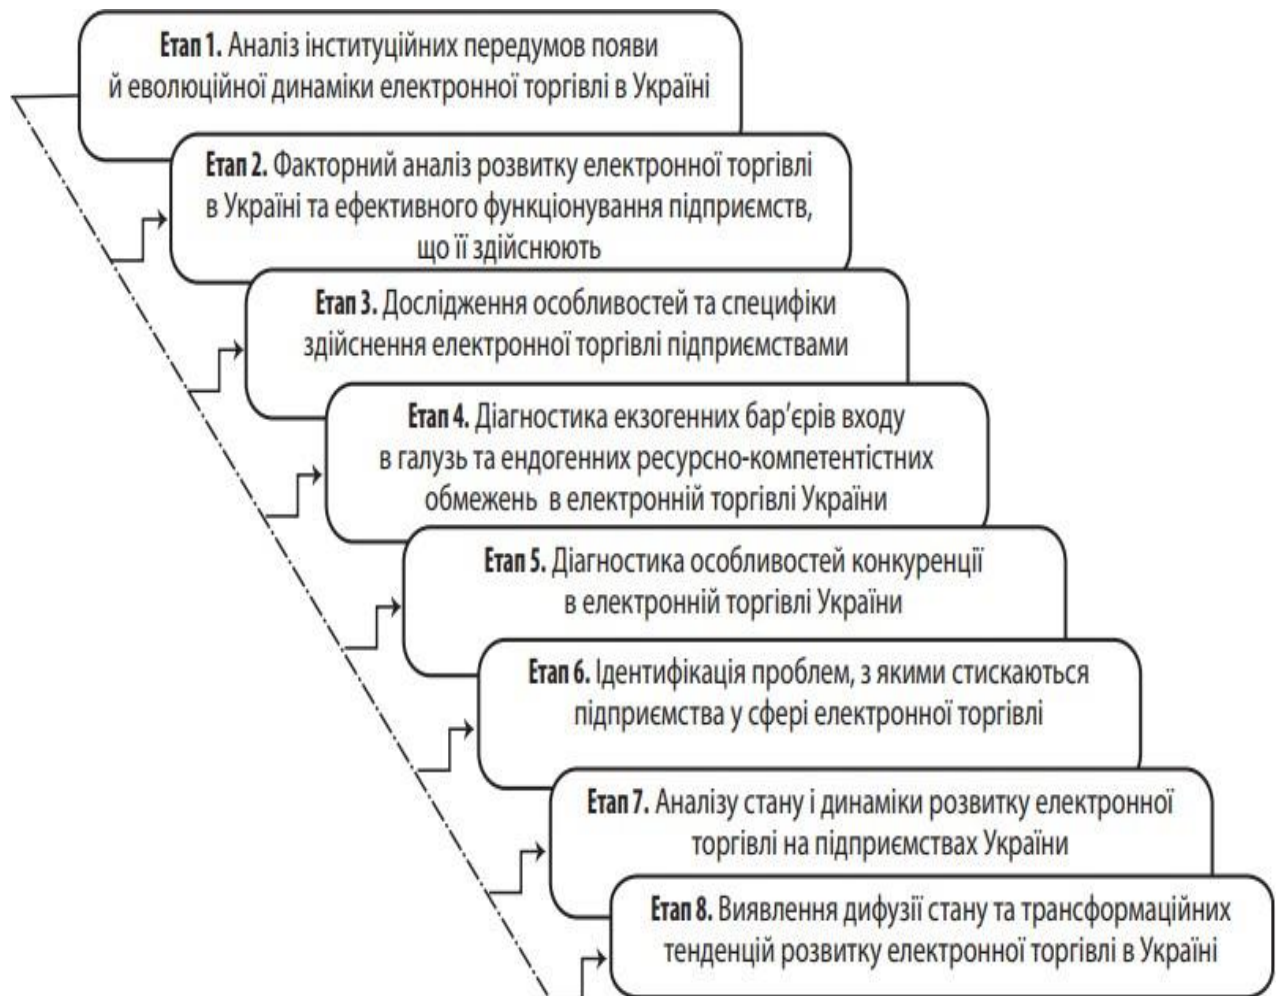 Етап 1. Аналіз інституційних передумов появи
й еволюційної динаміки електронної торгівлі в Україні
Етап 2. Факторний аналіз розвитку електронної торгівлі
в Україні та ефективного функціонування підприємств,
що її здійснюють
Етап 3. Дослідження особливостей та специфіки
здійснення електронної торгівлі підприємствами
Етап 4. Діагностика екзогенних бар’єрів входу
в галузь та ендогенних ресурсно-компетентістних
обмежень в електронній торгівлі України
Етап 5. Діагностика особливостей конкуренції
в електронній торгівлі України
Етап 6. Ідентифікація проблем, з якими стискаються
підприємства у сфері електронної торгівлі
Етап 7. Аналізу стану і динаміки розвитку електронної
торгівлі на підприємствах України
Етап 8. Виявлення дифузії стану та трансформаційних
тенденцій розвитку електронної торгівлі в Україні